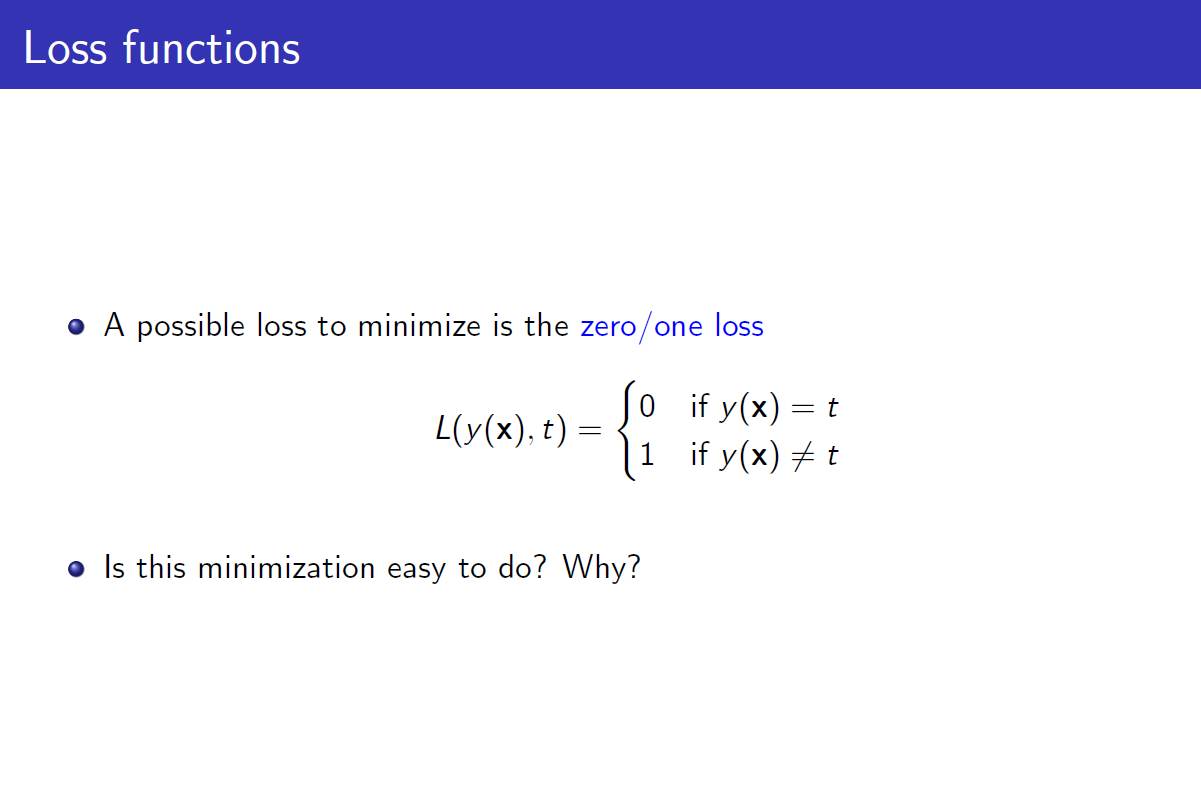 Loss functions
A possible loss to minimize is the zero/one loss
L(y(x), t) = {0 if y(x) = t
1 if y(x) ≠ t
Is this minimization easy to do? Why?